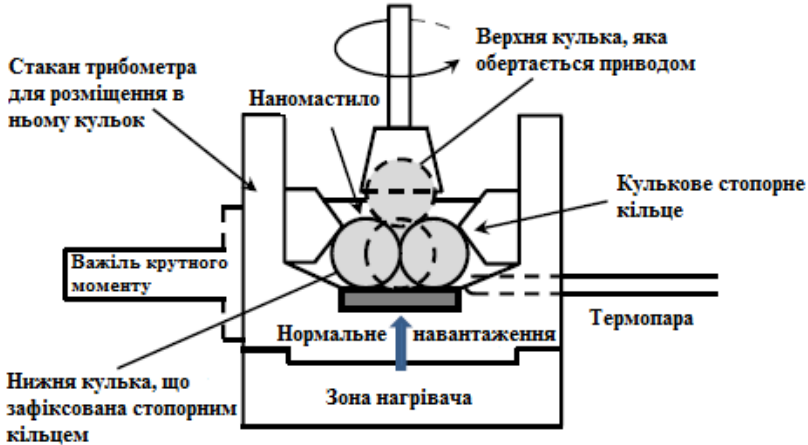 Верхня кулька, яка
обертається приводом
Стакан трибометра
для розміщення в
ньому кульок
Наномастило
Кулькове стопорне
кільце
Важіль крутного
моменту
Термопара
Нормальне навантаження
Нижня кулька, що
зафіксована стопорним
кільцем
Зона нагрівача